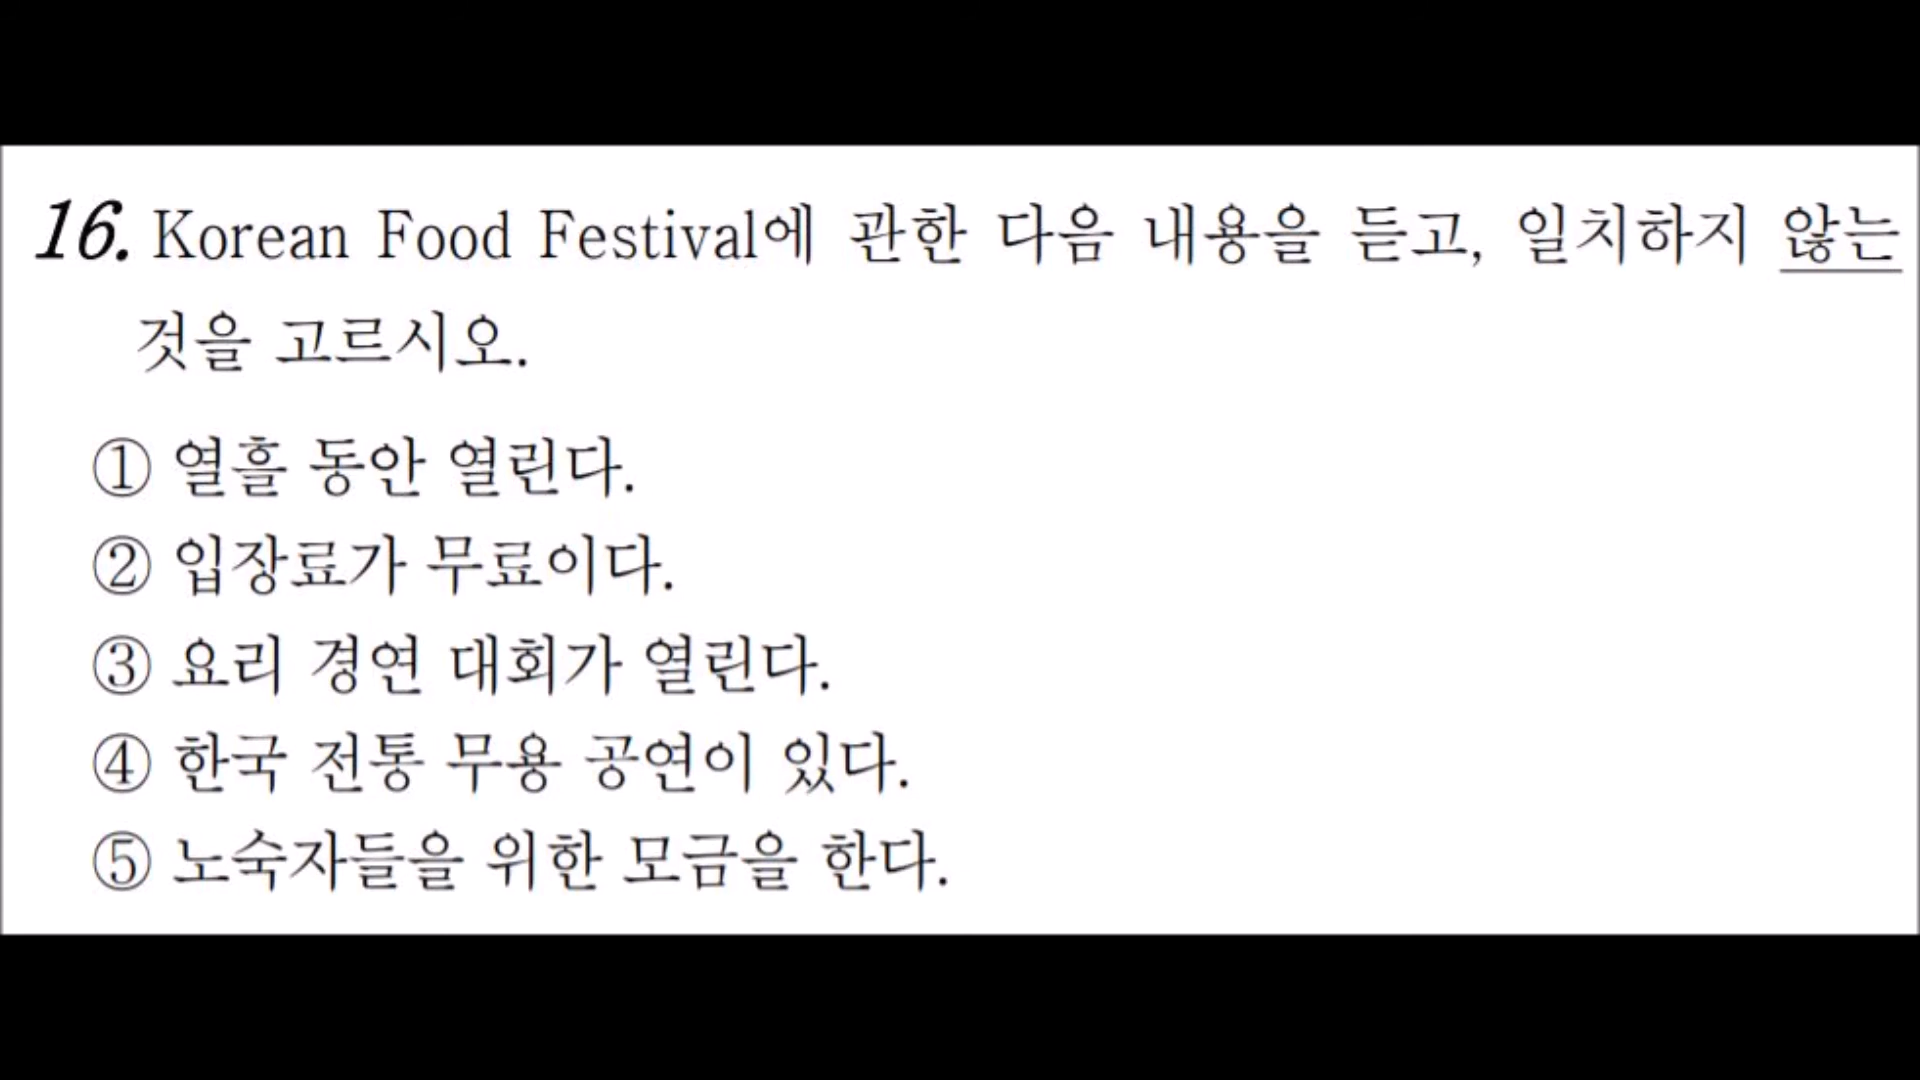 16. Korean Food Festival에 관한 다음 내용을 듣고, 일치하지 않는
것을 고르시오.
① 열흘 동안 열린다.
② 입장료가 무료이다.
③ 요리 경연 대회가 열린다.
④ 한국 전통 무용 공연이 있다.
⑤ 노숙자들을 위한 모금을 한다.